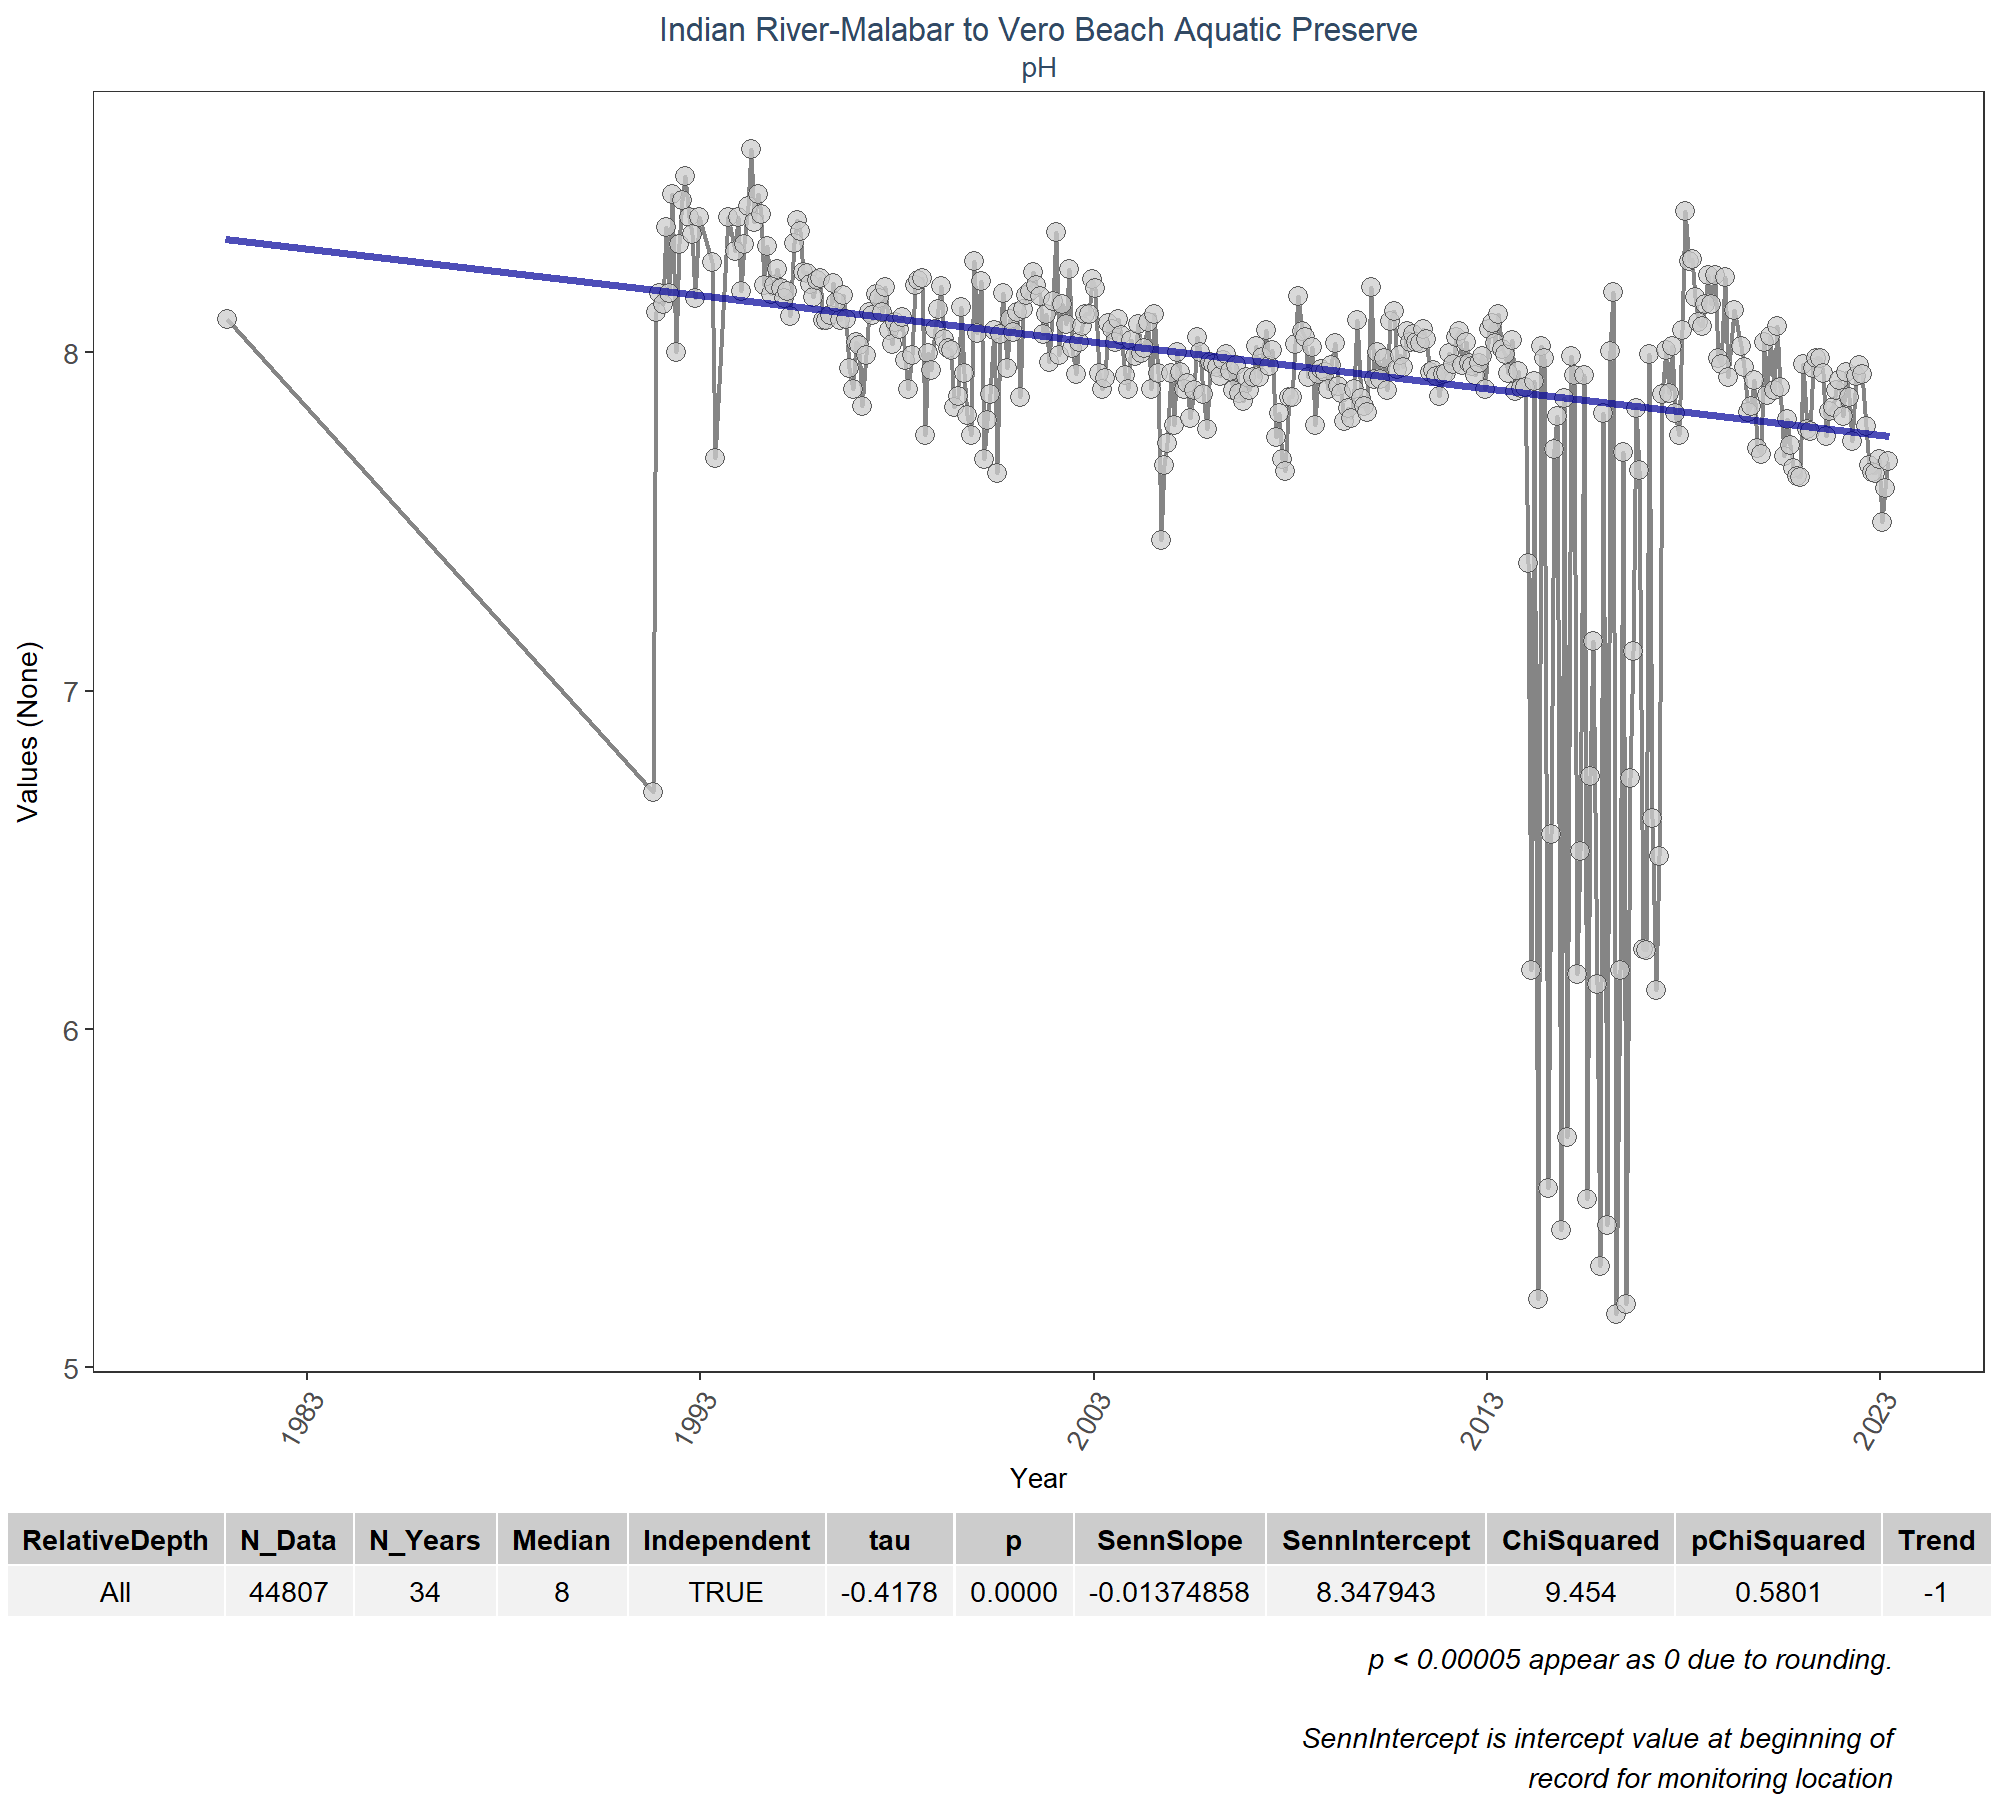 Indian River-Malabar to Vero Beach Aquatic Preserve
pH
Values (None)
8
7
6
5
1983
1993
2003
2013
2023
Year
RelativeDepth N_Data N_Years Median Independent tau p SennSlope SennIntercept ChiSquared pChiSquared Trend
All 44807 34 8 TRUE -0.4178 0.0000 -0.01374858 8.347943 9.454 0.5801 -1
p < 0.00005 appear as 0 due to rounding.
SennIntercept is intercept value at beginning of
record for monitoring location